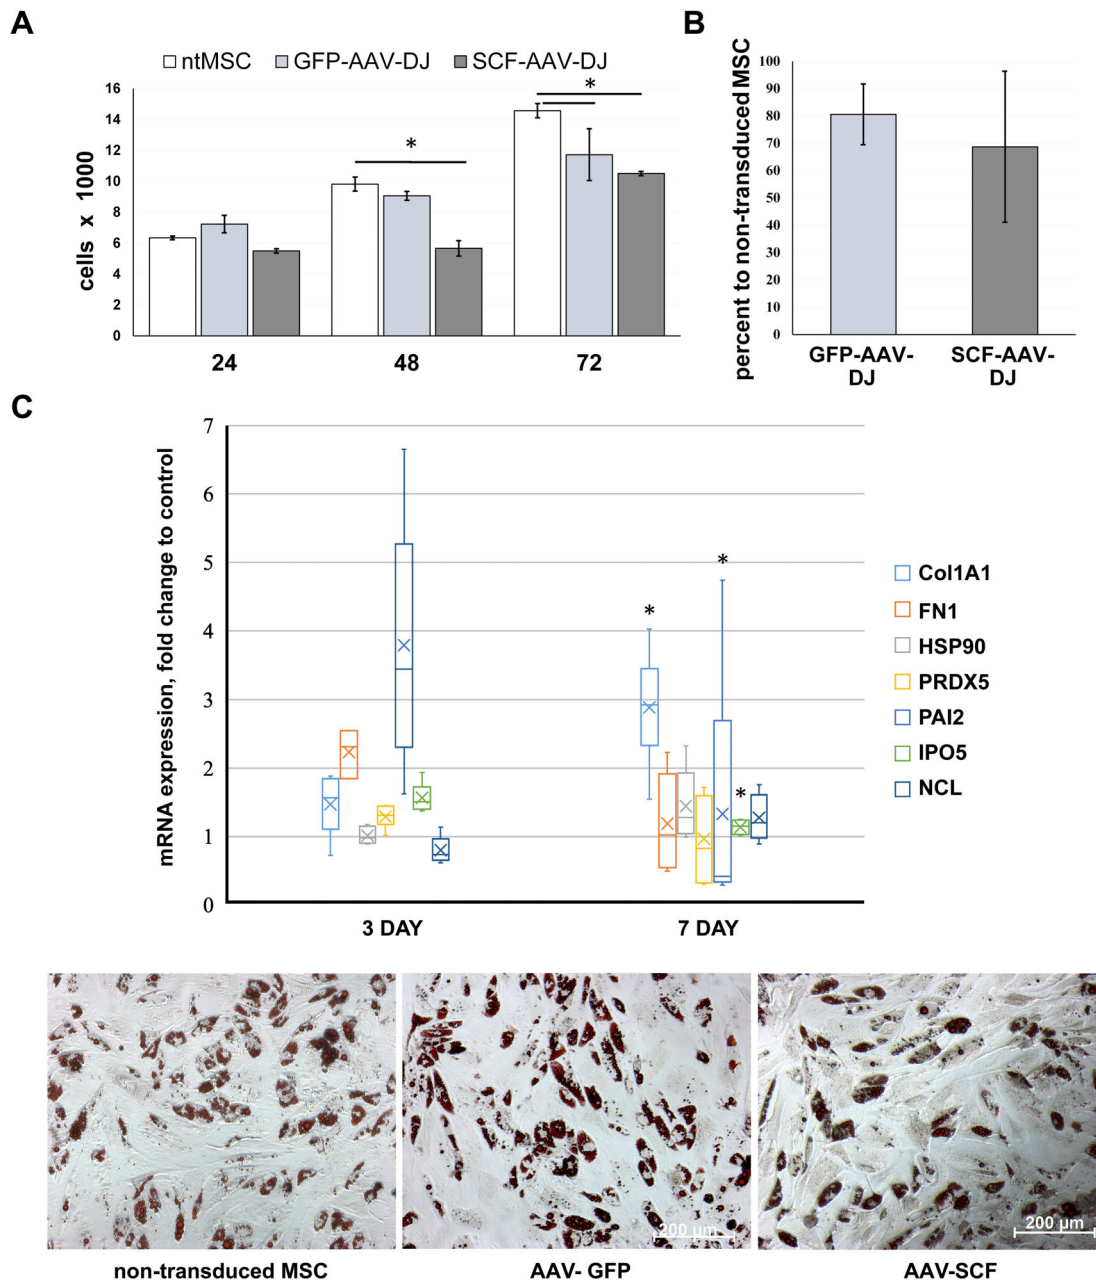 A
ntMSC GFP-AAV-DJ SCF-AAV-DJ
cells x 1000
16
14
12
10
8
6
4
2
0
*
*
24 48 72
B
percent to non-transduced MSC
100
90
80
70
60
50
40
30
20
10
0
GFP-AAV-
DJ
SCF-AAV-
DJ
C
mRNA expression, fold change to control
7
6
5
4
3
2
1
0
*
*
*
3 DAY 7 DAY
Col1A1
FN1
HSP90
PRDX5
PAI2
IPO5
NCL
200 µm
200 µm
non-transduced MSC AAV- GFP AAV-SCF